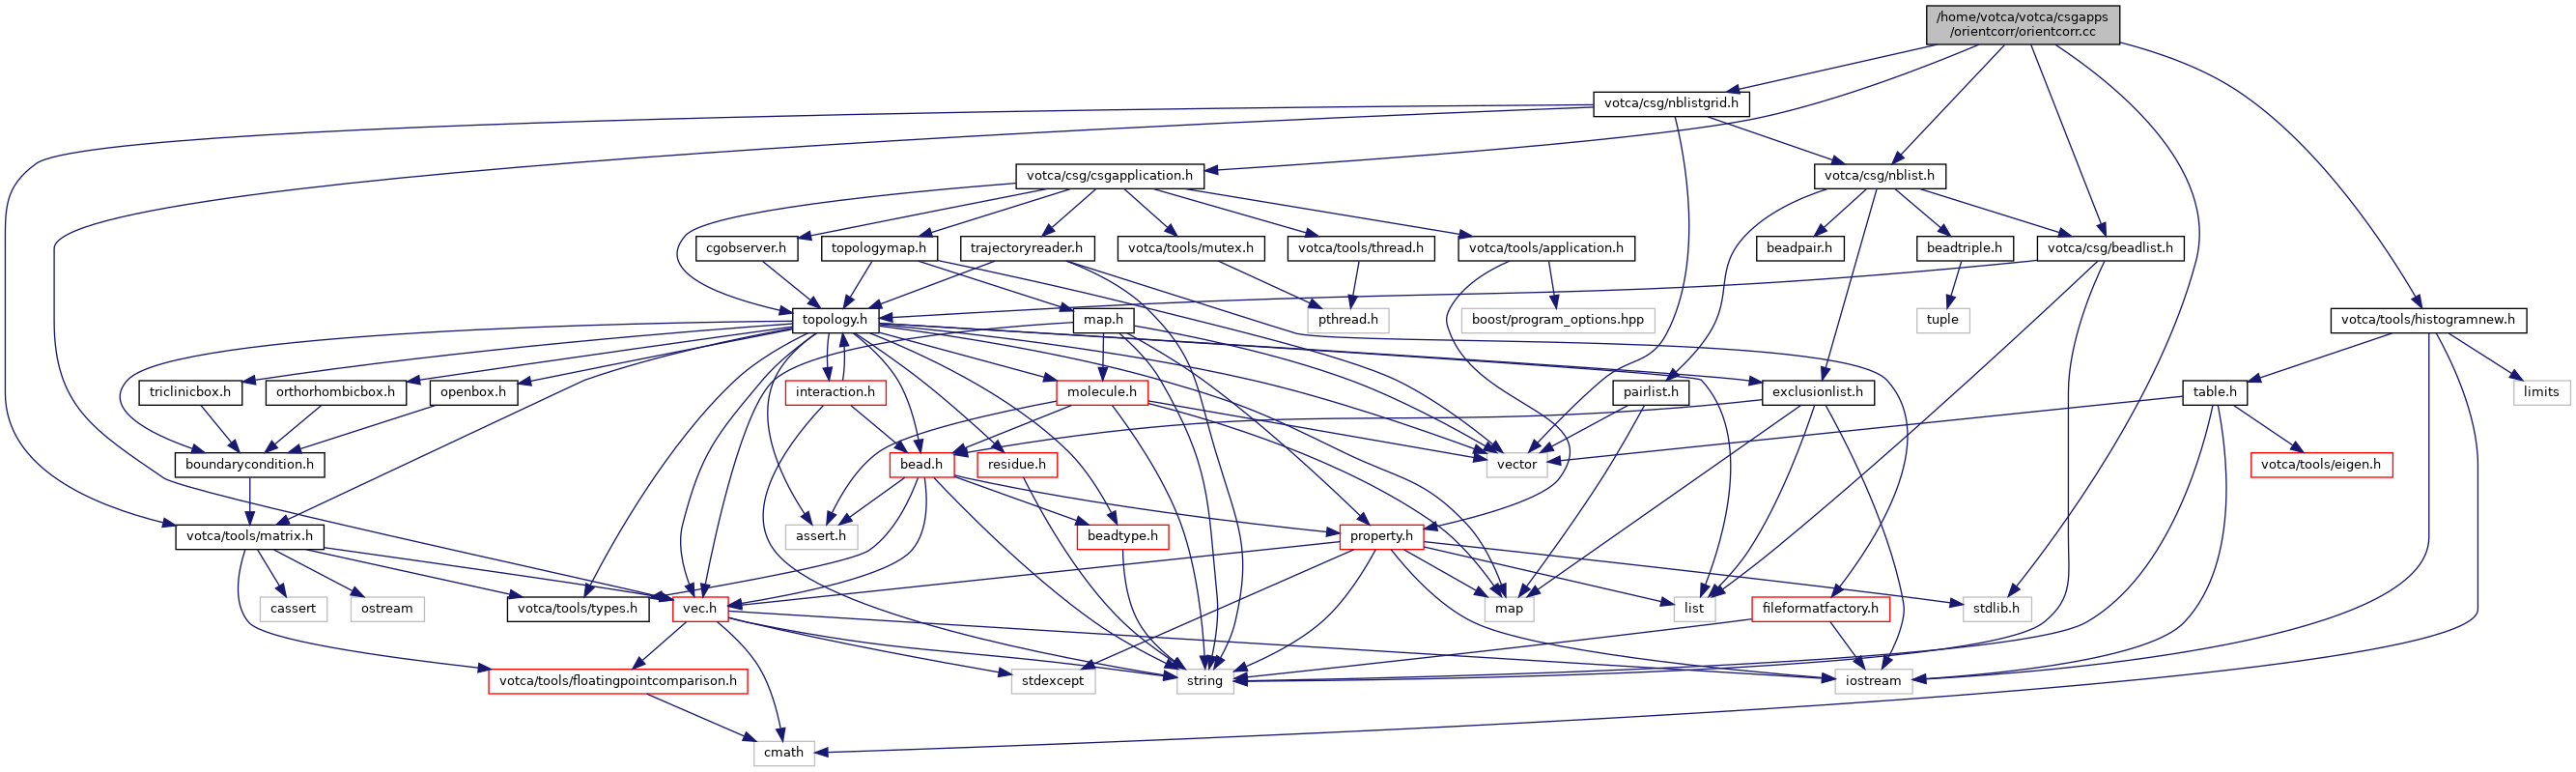 /home/votca/votca/csgapps
/orientcorr/orientcorr.cc
votca/csg/nblistgrid.h
votca/csg/csgapplication.h
votca/csg/nblist.h
cgobserver.h
topologymap.h
trajectoryreader.h
votca/tools/mutex.h
votca/tools/thread.h
votca/tools/application.h
beadpair.h
beadtriple.h
votca/csg/beadlist.h
topology.h
map.h
pthread.h
boost/program_options.hpp
tuple
votca/tools/histogramnew.h
triclinicbox.h
orthorhombicbox.h
openbox.h
interaction.h
molecule.h
pairlist.h
exclusionlist.h
table.h
limits
boundarycondition.h
bead.h
residue.h
vector
votca/tools/eigen.h
votca/tools/matrix.h
assert.h
beadtype.h
property.h
cassert
ostream
votca/tools/types.h
vec.h
map
list
fileformatfactory.h
stdlib.h
votca/tools/floatingpointcomparison.h
stdexcept
string
iostream
cmath